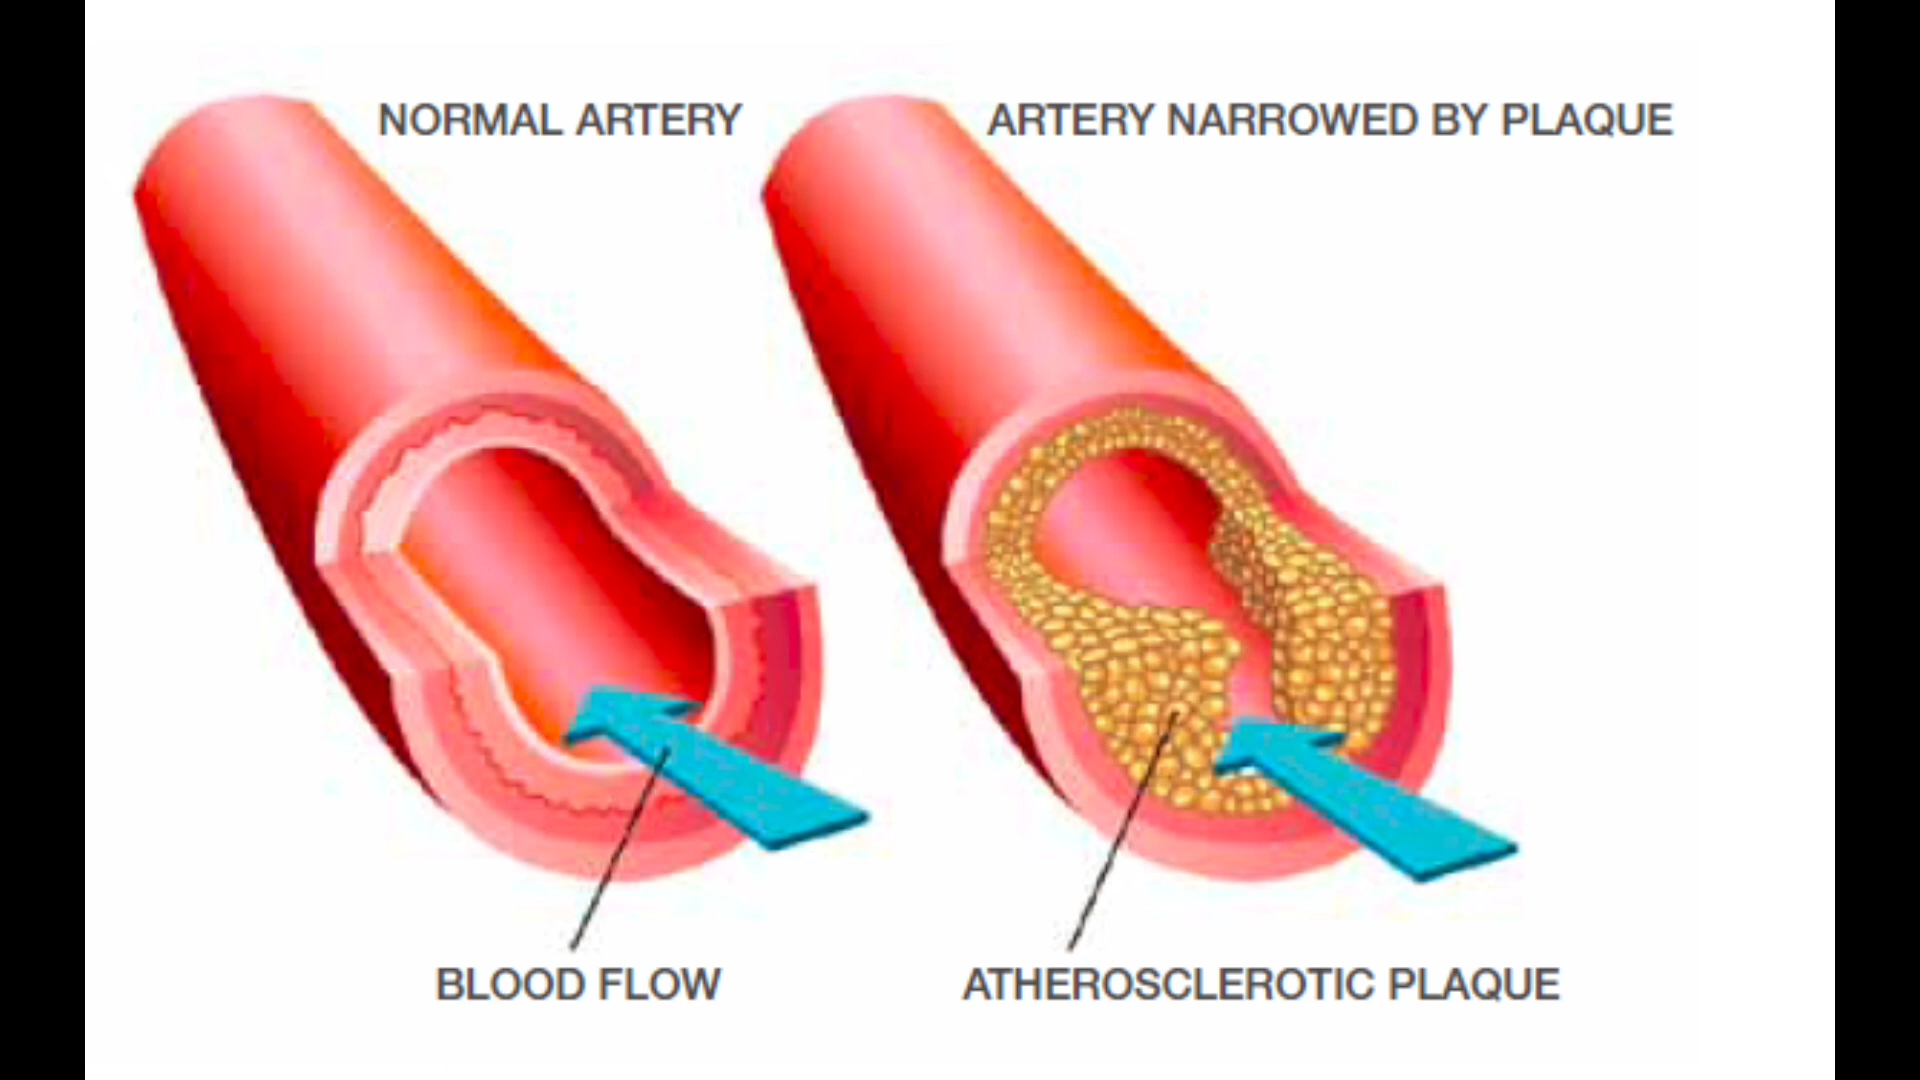 NORMAL ARTERY
ARTERY NARROWED BY PLAQUE
BLOOD FLOW
ATHEROSCLEROTIC PLAQUE